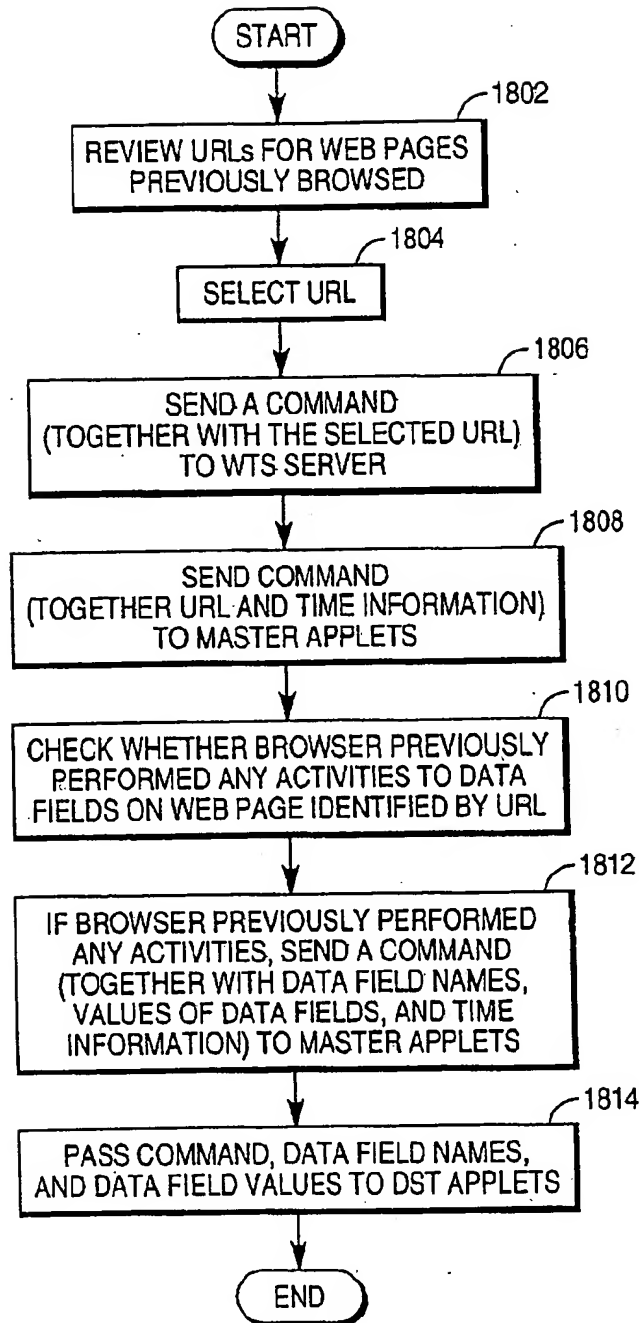 START
1802
REVIEW URLs FOR WEB PAGES
PREVIOUSLY BROWSED
1804
SELECT URL
1806
SEND A COMMAND
(TOGETHER WITH THE SELECTED URL)
TO WTS SERVER
1808
SEND COMMAND
(TOGETHER URL AND TIME INFORMATION)
TO MASTER APPLETS
1810
CHECK WHETHER BROWSER PREVIOUSLY
PERFORMED ANY ACTIVITIES TO DATA
FIELDS ON WEB PAGE IDENTIFIED BY URL
1812
IF BROWSER PREVIOUSLY PERFORMED
ANY ACTIVITIES, SEND A COMMAND
(TOGETHER WITH DATA FIELD NAMES,
VALUES OF DATA FIELDS, AND TIME
INFORMATION) TO MASTER APPLETS
1814
PASS COMMAND, DATA FIELD NAMES,
AND DATA FIELD VALUES TO DST APPLETS
END